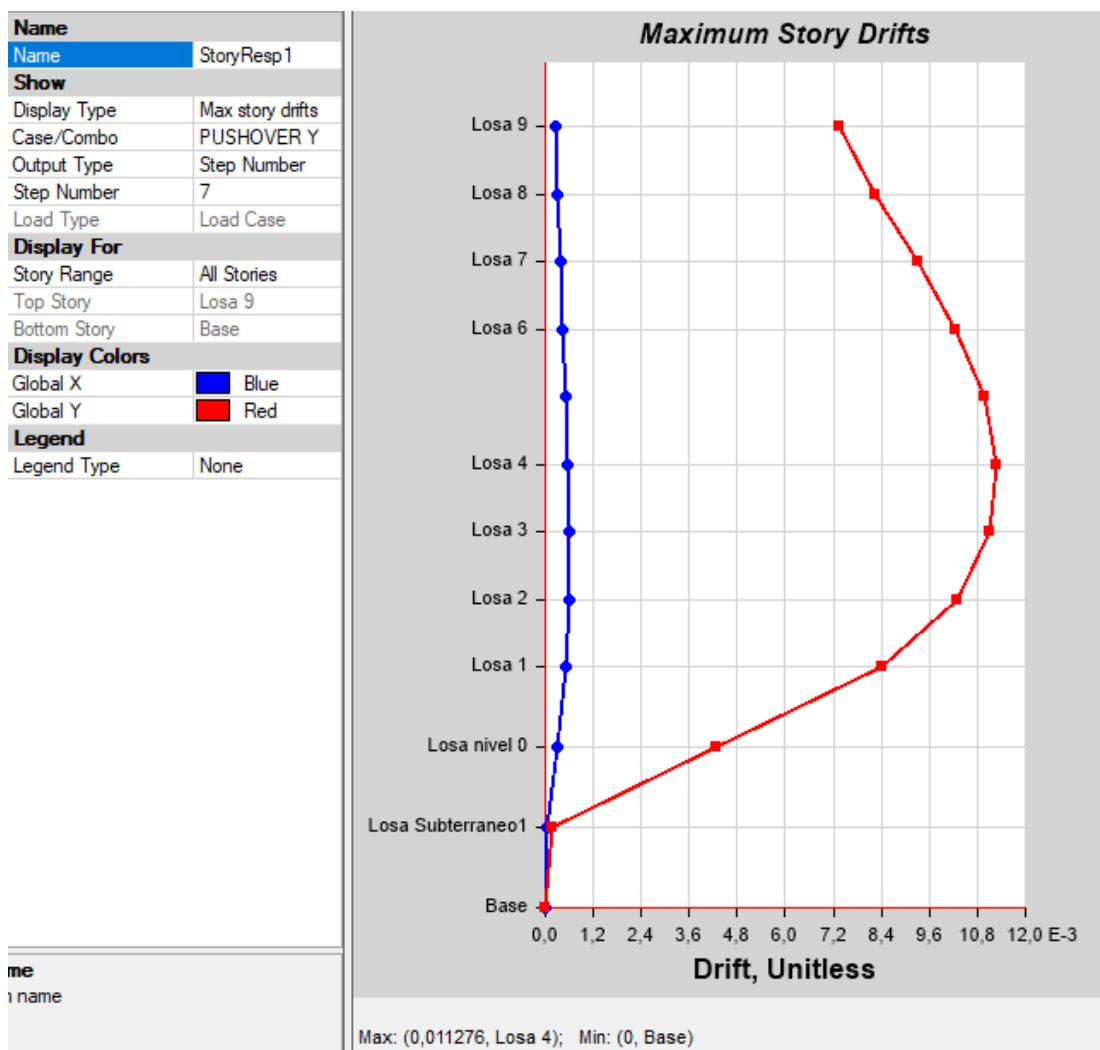 Name
Name StoryResp1
Show
Display Type Max story drifts
Case/Combo PUSHOVER Y
Output Type Step Number
Step Number 7
Load Type Load Case
Display For
Story Range All Stories
Top Story Losa 9
Bottom Story Base
Display Colors
Global X Blue
Global Y Red
Legend
Legend Type None
me
name
Maximum Story Drifts
Losa 9
Losa 8
Losa 7
Losa 6
Losa 4
Losa 3
Losa 2
Losa 1
Losa nivel 0
Losa Subterraneo1
Base
0,0 1,2 2,4 3,6 4,8 6,0 7,2 8,4 9,6 10,8 12,0 E-3
Drift, Unitless
Max: (0,011276, Losa 4); Min: (0, Base)